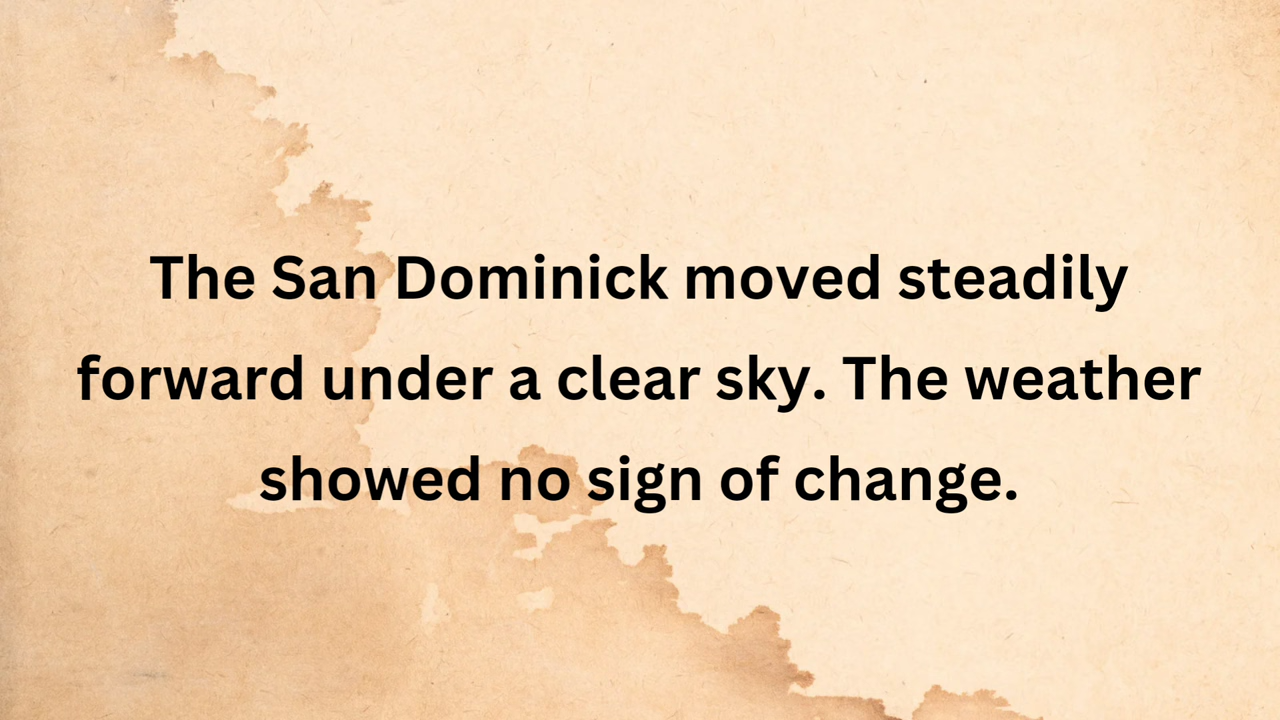 The San Dominick moved steadily
forward under a clear sky. The weather
showed no sign of change.